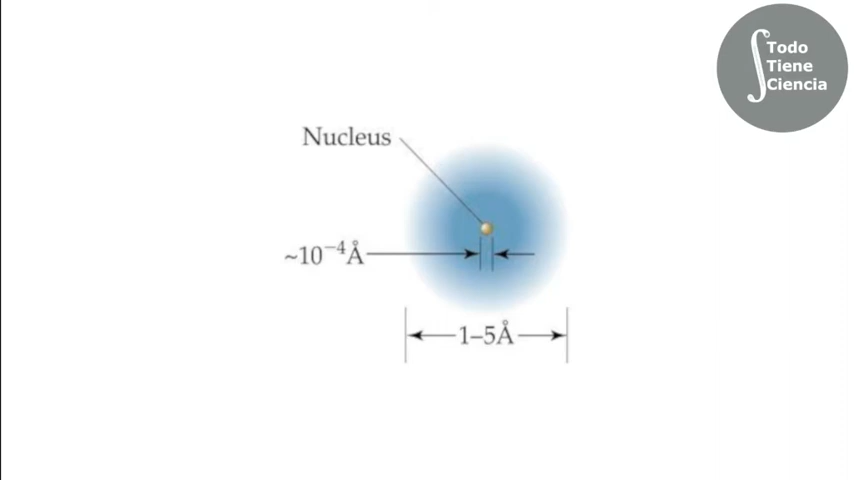 Todo
Tiene
Ciencia
Nucleus
~10⁻⁴Å
1–5Å